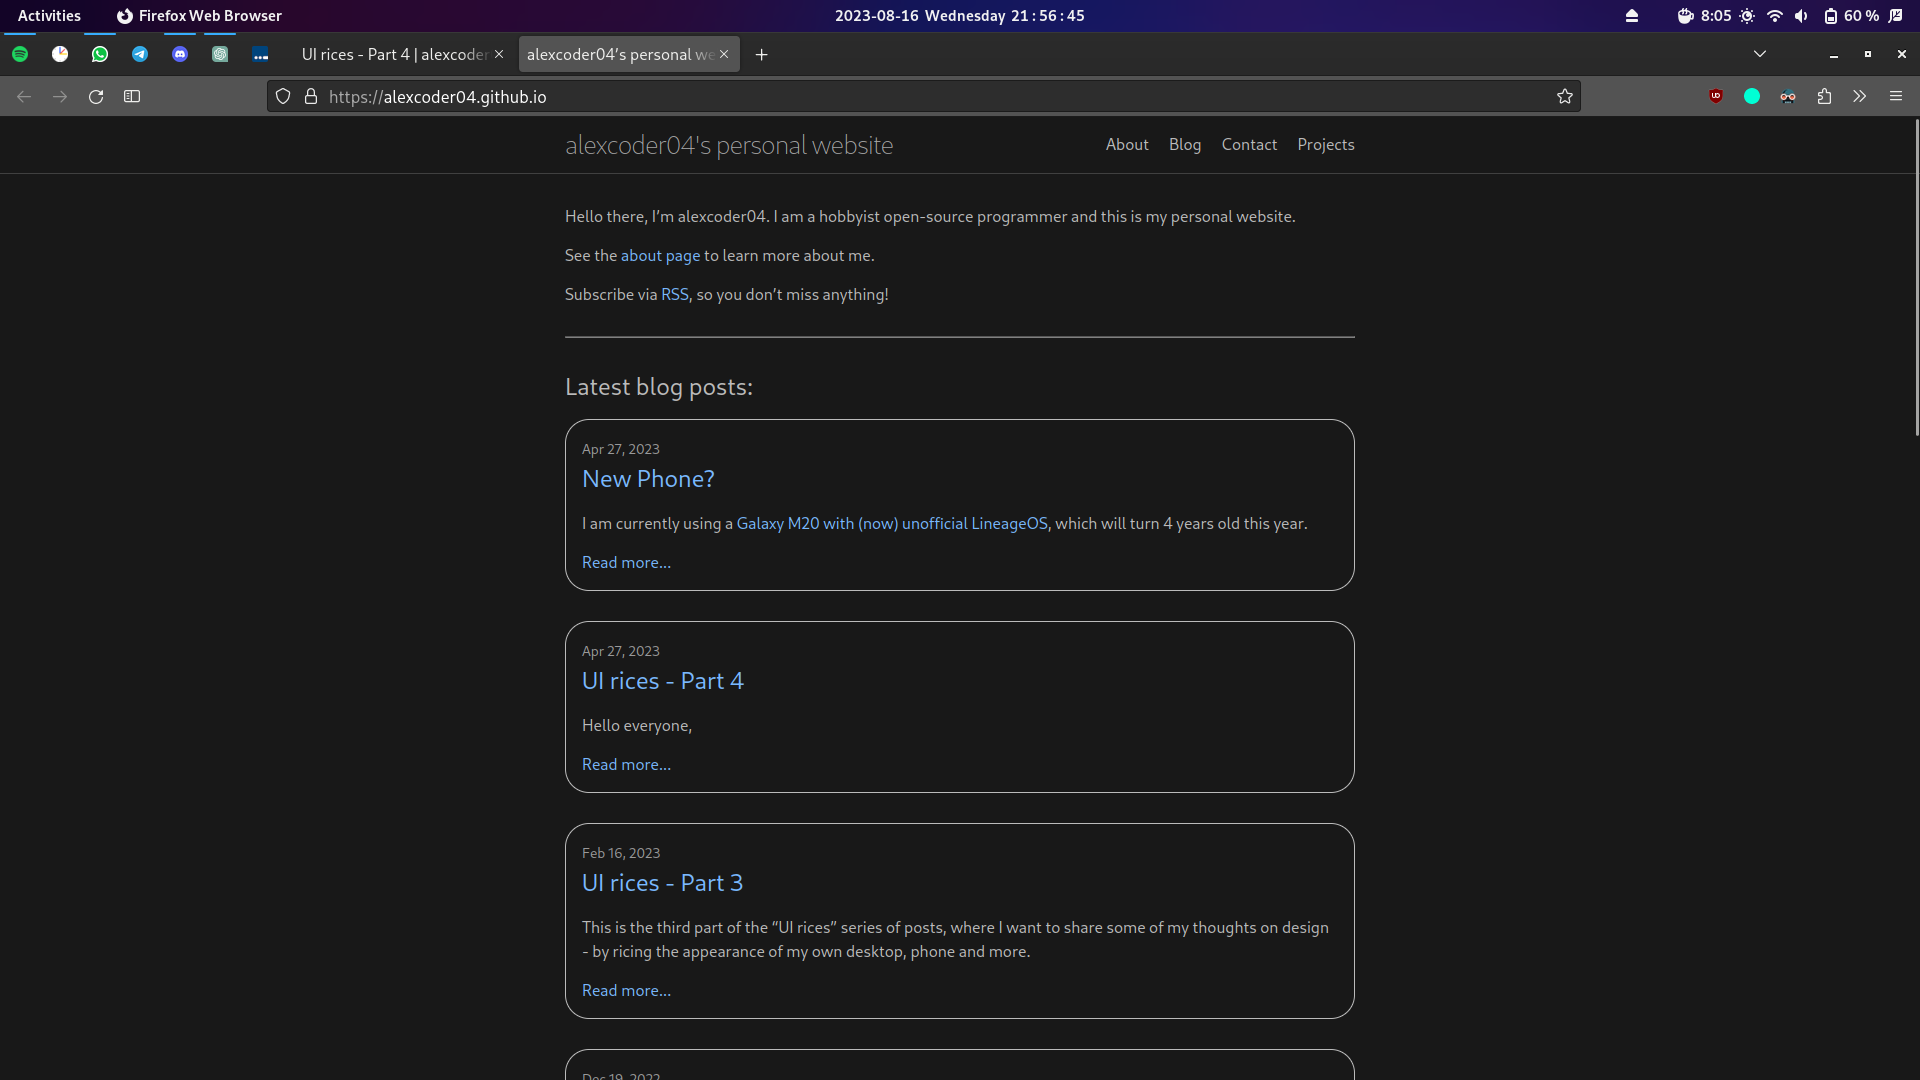 Activities
Firefox Web Browser
2023-08-16 Wednesday 21:56:45
8:05
60 %
UI rices - Part 4 | alexcoder
alexcoder04's personal we
https://alexcoder04.github.io
alexcoder04's personal website
About Blog Contact Projects
Hello there, I’m alexcoder04. I am a hobbyist open-source programmer and this is my personal website.
See the about page to learn more about me.
Subscribe via RSS, so you don’t miss anything!
Latest blog posts:
Apr 27, 2023
New Phone?
I am currently using a Galaxy M20 with (now) unofficial LineageOS, which will turn 4 years old this year.
Read more...
Apr 27, 2023
UI rices - Part 4
Hello everyone,
Read more...
Feb 16, 2023
UI rices - Part 3
This is the third part of the “UI rices” series of posts, where I want to share some of my thoughts on design
- by ricing the appearance of my own desktop, phone and more.
Read more...
Dec 19, 2022